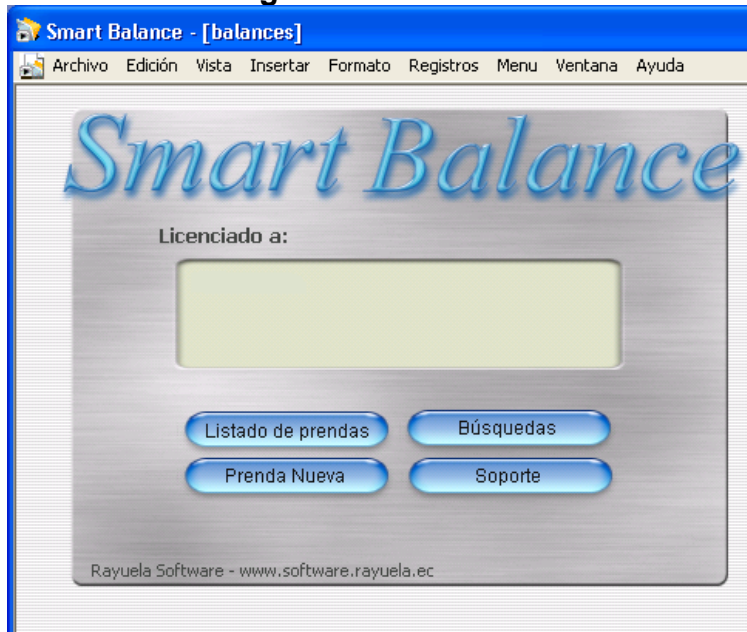 Smart Balance - [balances]
Archivo Edición Vista Insertar Formato Registros Menu Ventana Ayuda
Smart Balance
Licenciado a:
Listado de prendas Búsquedas
Prenda Nueva Soporte
Rayuela Software - www.software.rayuela.ec